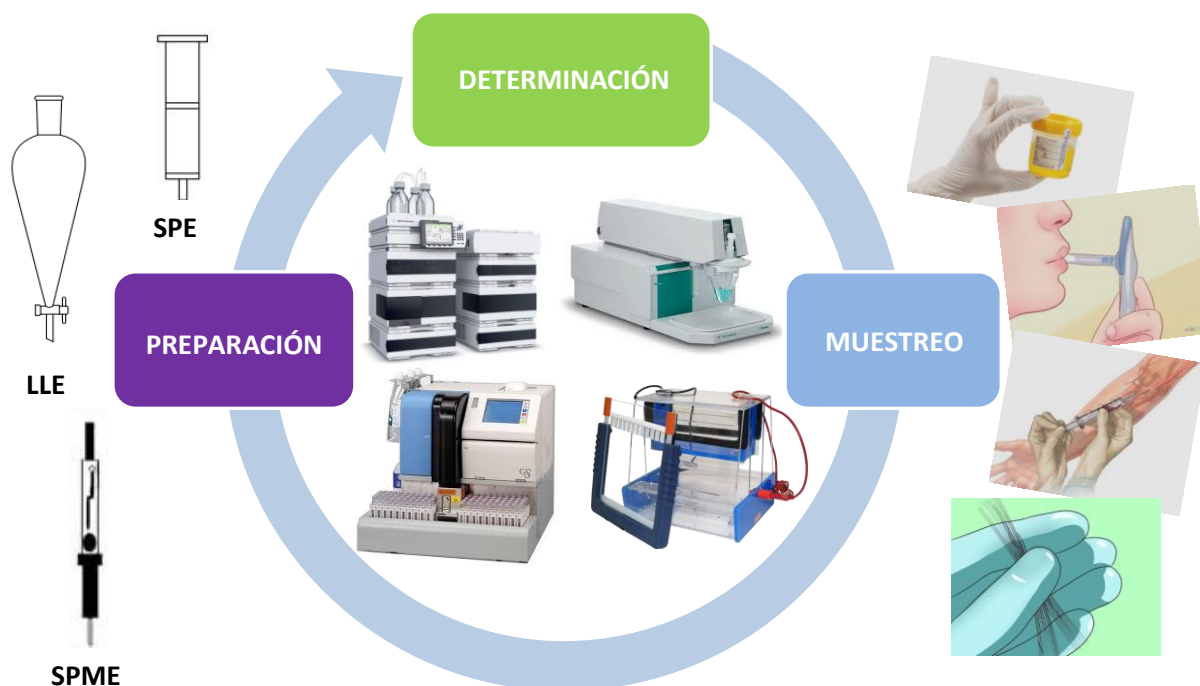 DETERMINACIÓN
SPE
PREPARACIÓN
MUESTREO
LLE
SPME